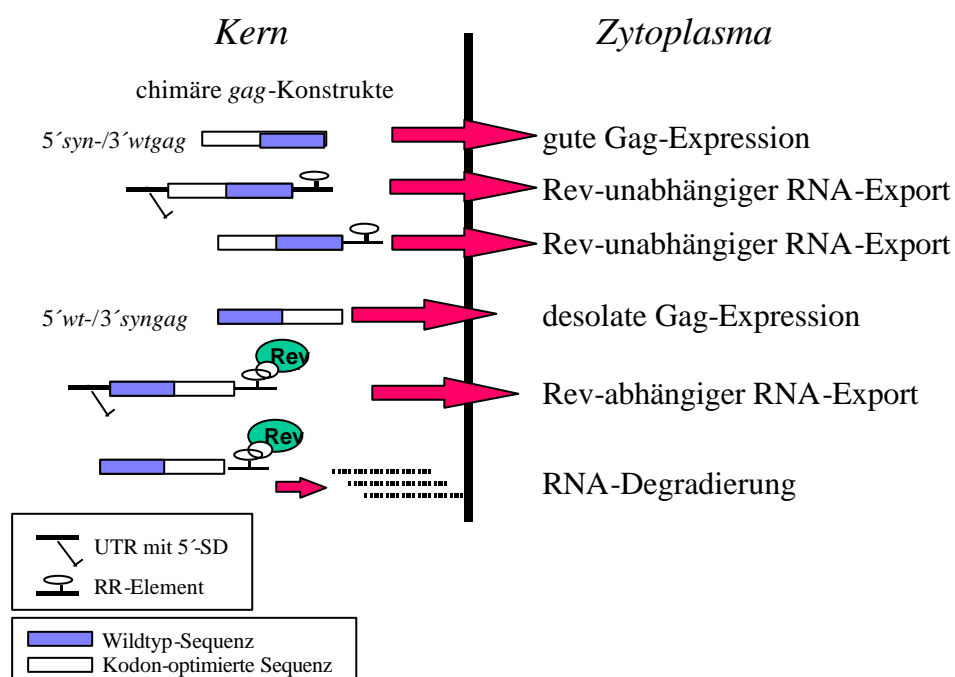 Kern
Zytoplasma
chimäre gag-Konstrukte
5´syn-/3´wtgag
gute Gag-Expression
Rev-unabhängiger RNA-Export
Rev-unabhängiger RNA-Export
5´wt-/3´syngag
desolate Gag-Expression
Rev
Rev-abhängiger RNA-Export
Rev
RNA-Degradierung
UTR mit 5´-SD
RR-Element
Wildtyp-Sequenz
Kodon-optimierte Sequenz